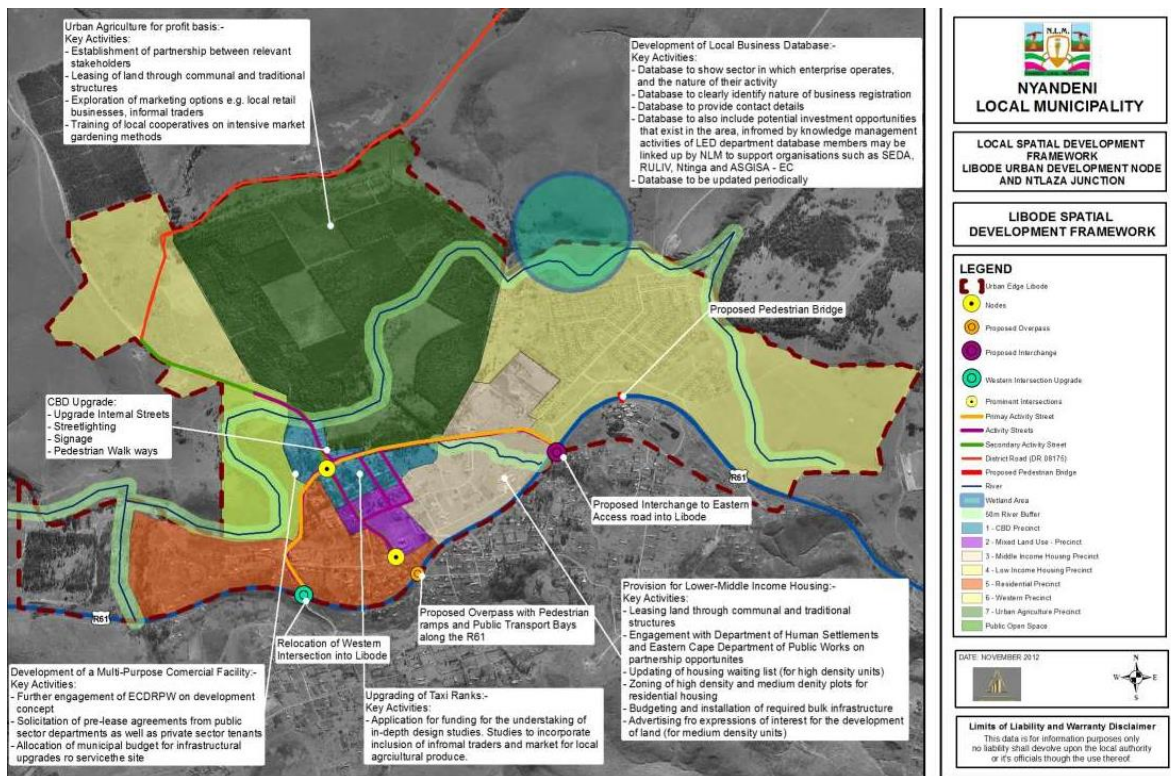 Urban Agriculture for profit basis:-
Key Activities:
- Establishment of partnership between relevant
stakeholders
- Leasing of land through communal and traditional
structures
- Exploration of marketing options e.g. local retail
businesses, informal traders
- Training of local cooperatives on intensive market
gardening methods
Development of Local Business Database:-
Key Activities:
- Database to show sector in which enterprise operates,
and the nature of their activity
- Database to clearly identify nature of business registration
- Database to provide contact details
- Database to also include potential investment opportunities
that exist in the area, infromed by knowledge management
activities of LED department database members may be
linked up by NLM to support organisations such as SEDA,
RULIV, Ntinga and ASGISA - EC
- Database to be updated periodically
Proposed Pedestrian Bridge
CBD Upgrade:
- Upgrade Internal Streets
- Streetlighting
- Signage
- Pedestrian Walk ways
R61
Proposed Interchange to Eastern
Access road into Libode
Proposed Overpass with Pedestrian
ramps and Public Transport Bays
along the R61
R61
Relocation of Western
Intersection into Libode
Development of a Multi-Purpose Comercial Facility:-
Key Activities:
- Further engagement of ECDRPW on development
concept
- Solicitation of pre-lease agreements from public
sector departments as well as private sector tenants
- Allocation of municipal budget for infrastructural
upgrades ro servicethe site
Upgrading of Taxi Ranks:-
Key Activities:
- Application for funding for the understaking of
in-depth design studies. Studies to incorporate
inclusion of infromal traders and market for local
agrcicultural produce.
Provision for Lower-Middle Income Housing:-
Key Activities:
- Leasing land through communal and traditional
structures
- Engagement with Department of Human Settlements
and Eastern Cape Department of Public Works on
partnership opportunites
- Updating of housing waiting list (for high density units)
- Zoning of high density and medium denity plots for
residential housing
- Budgeting and installation of required bulk infrastructure
- Advertising fro expressions of interest for the development
of land (for medium density units)
N.L.M.
NYANDENI
LOCAL MUNICIPALITY
LOCAL SPATIAL DEVELOPMENT
FRAMEWORK
LIBODE URBAN DEVELOPMENT NODE
AND NTLAZA JUNCTION
LIBODE SPATIAL
DEVELOPMENT FRAMEWORK
LEGEND
Urban Edge Libode
Nodes
Proposed Overpass
Proposed Interchange
Western Intersection Upgrade
Prominent Intersections
Primay Activity Street
Activity Streets
Secondary Activity Street
District Road (DR 08175)
Proposed Pedestrian Bridge
River
Wetland Area
50m River Buffer
1 - CBD Precinct
2 - Mixed Land Use - Precinct
3 - Middle Income Housing Precinct
4 - Low Income Housing Precinct
5 - Residential Precinct
6 - Western Precinct
7 - Urban Agriculture Precinct
Public Open Space
DATE: NOVEMBER 2012
N
W E
S
Limits of Liability and Warranty Disclaimer
This data is for information purposes only
no liability shall devolve upon the local authority
or it's officials though the use thereof.